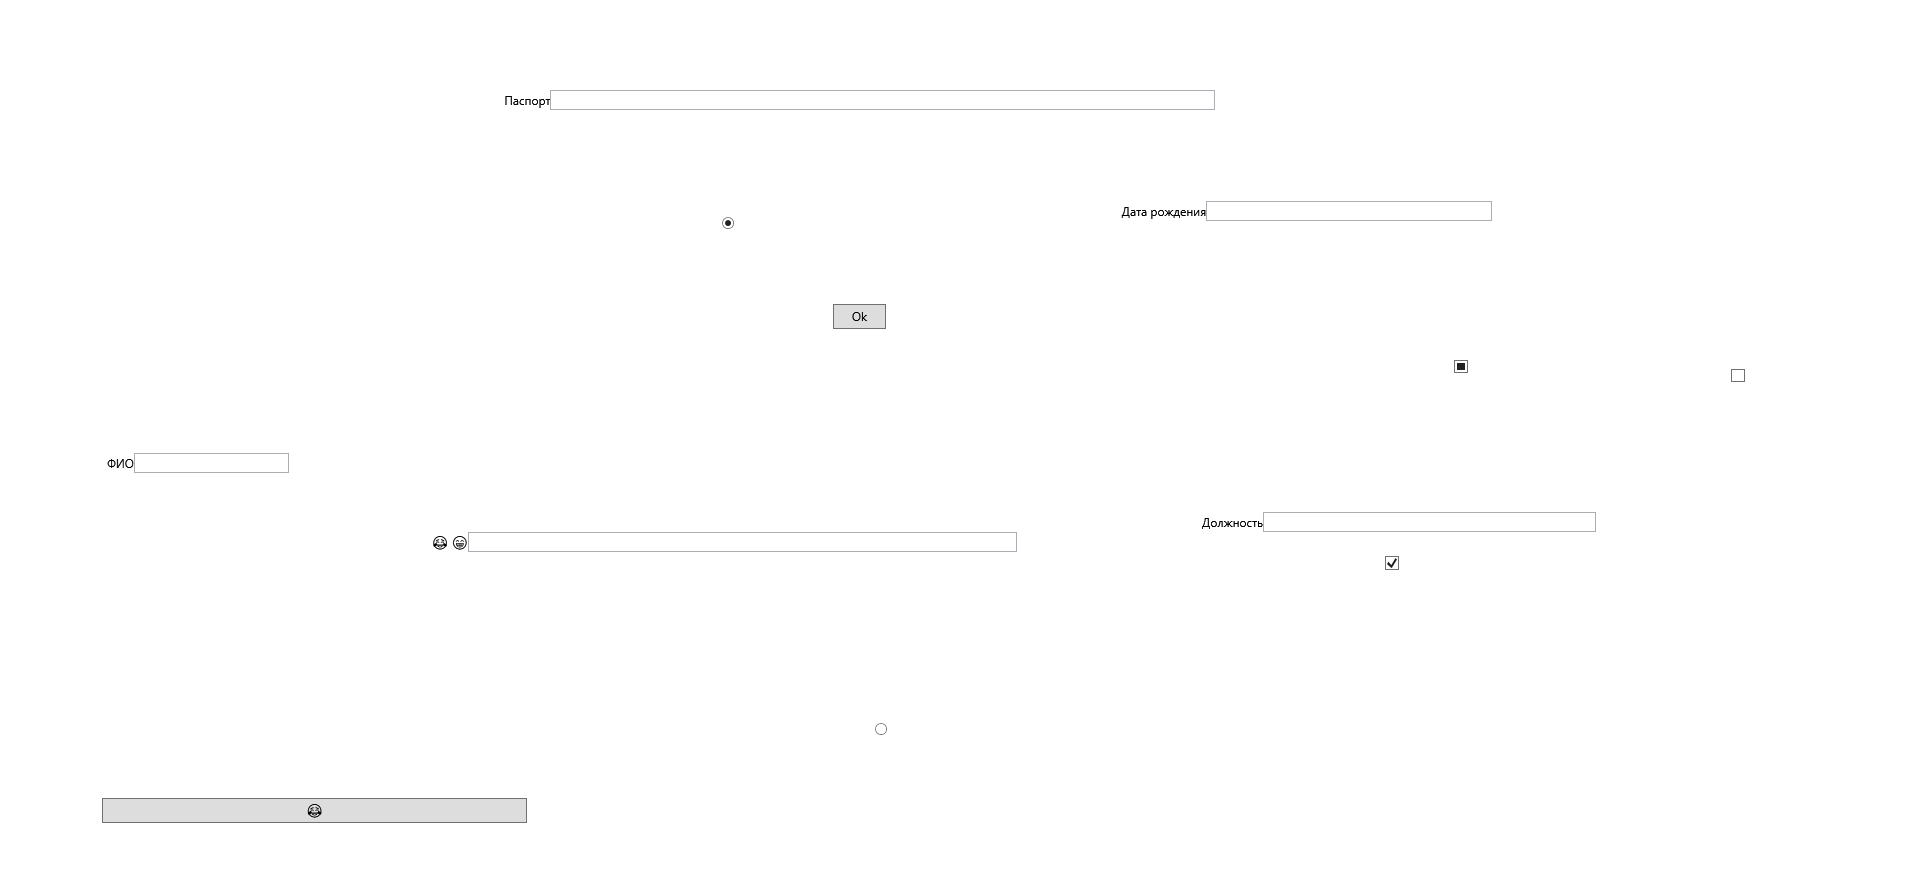 Паспорт
Дата рождения
Ok
ФИО
Должность
😂 😁
😂